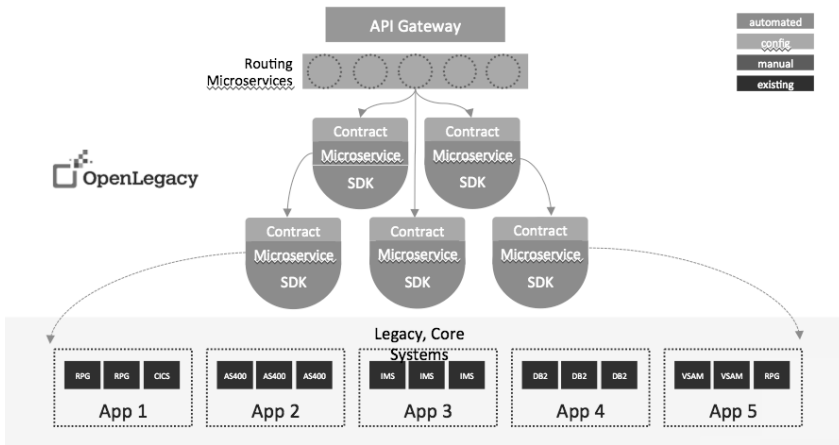 API Gateway
automated
config
manual
existing
Routing
Microservices
Contract
Microservice
SDK
Contract
Microservice
SDK
OpenLegacy
Contract
Microservice
SDK
Contract
Microservice
SDK
Contract
Microservice
SDK
Legacy, Core
Systems
RPG RPG CICS
App 1
AS400 AS400 AS400
App 2
IMS IMS IMS
App 3
DB2 DB2 DB2
App 4
VSAM VSAM RPG
App 5